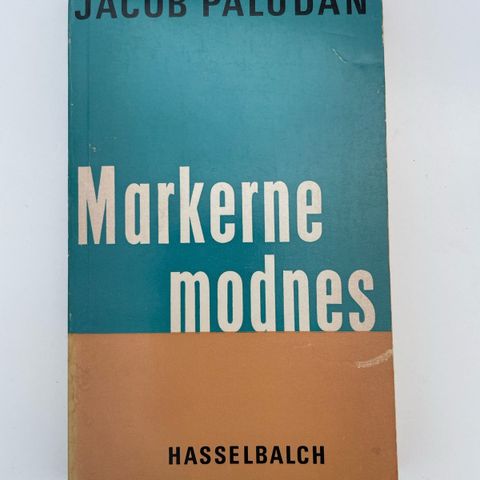 JACOB PALUDAN
Markerne
modnes
HASSELBALCH